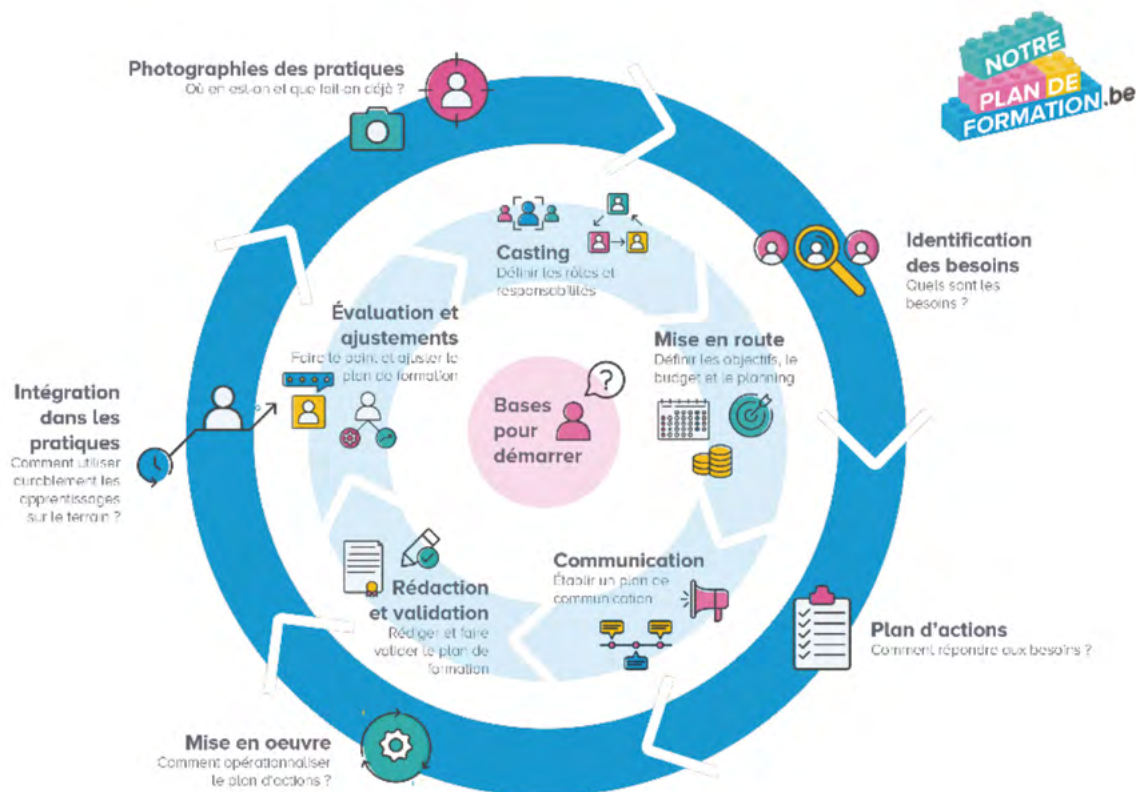 NOTRE
PLAN DE
FORMATION.be
Photographies des pratiques
Où en est-on et que fait-on déjà ?
Identification
des besoins
Quels sont les
besoins ?
Plan d'actions
Comment répondre aux besoins ?
Mise en oeuvre
Comment opérationnaliser
le plan d'actions ?
Intégration
dans les
pratiques
Comment utiliser
durablement les
apprentissages
sur le terrain ?
Casting
Définir les rôles et
responsabilités
Mise en route
Définir les objectifs, le
budget et le planning
Communication
Établir un plan de
communication
Rédaction
et validation
Rédiger et faire
valider le plan de
formation
Évaluation et
ajustements
Faire le point et ajuster le
plan de formation
Bases
pour
démarrer
?